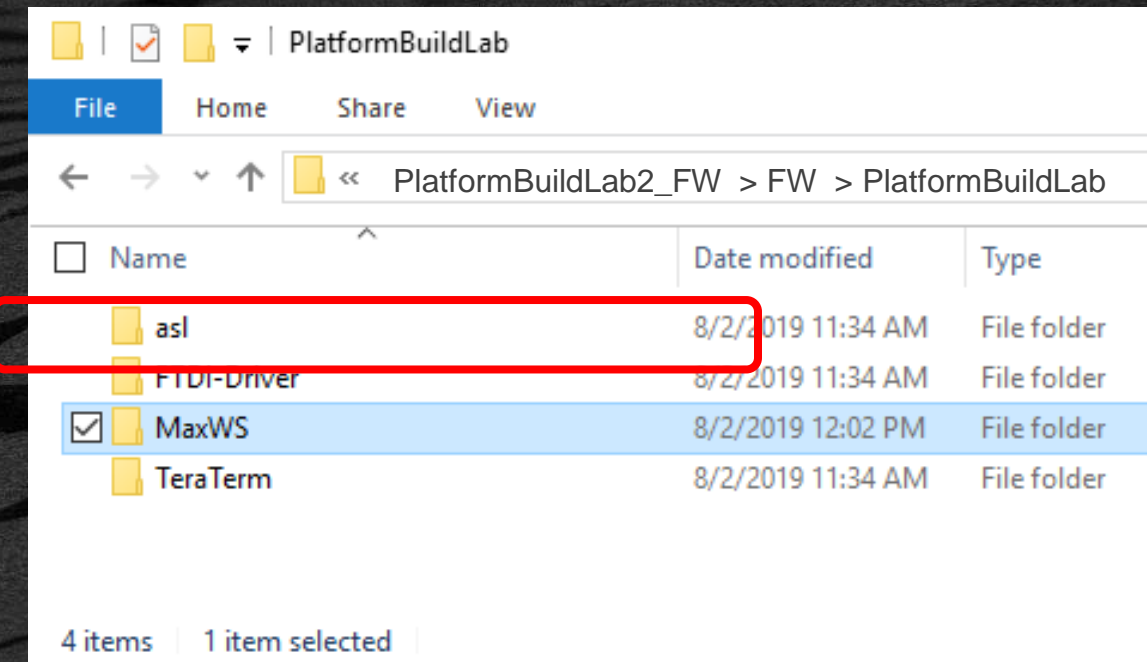 PlatformBuildLab
File Home Share View
« PlatformBuildLab2_FW > FW > PlatformBuildLab
Name Date modified Type
asl 8/2/2019 11:34 AM File folder
FTDI-Driver 8/2/2019 11:34 AM File folder
MaxWS 8/2/2019 12:02 PM File folder
TeraTerm 8/2/2019 11:34 AM File folder
4 items 1 item selected